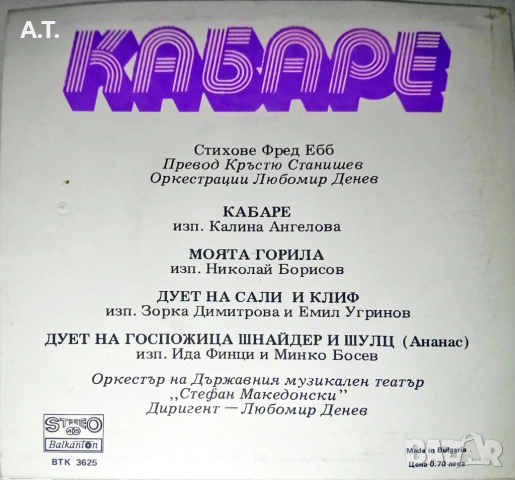 A.T.
КАБАРЕ
Стихове Фред Ебб
Превод Кръстю Станишев
Оркестрации Любомир Денев
КАБАРЕ
изп. Калина Ангелова
МОЯТА ГОРИЛА
изп. Николай Борисов
ДУЕТ НА САЛИ И КЛИФ
изп. Зорка Димитрова и Емил Угринов
ДУЕТ НА ГОСПОЖИЦА ШНАЙДЕР И ШУЛЦ (Ананас)
изп. Ида Финци и Минко Босев
Оркестър на Държавния музикален театър
,,Стефан Македонски"
Диригент — Любомир Денев
STEREO
Balkanton
ВТК 3625
Made in Bulgaria
Цена 0.70 лева